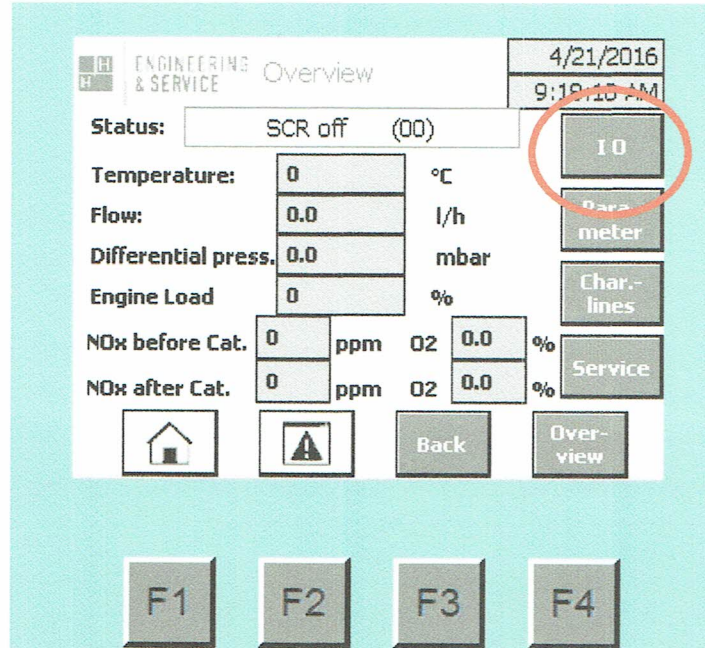 H
H
ENGINEERING
& SERVICE
Overview
4/21/2016
Status:
SCR off (00)
I O
Temperature:
0
°C
Para
meter
Flow:
0.0
l/h
Differential press.
0.0
mbar
Char.-
lines
Engine Load
0
%
NOx before Cat.
0
ppm
O2
0.0
%
Service
NOx after Cat.
0
ppm
O2
0.0
%
Back
Over-
view
F1
F2
F3
F4